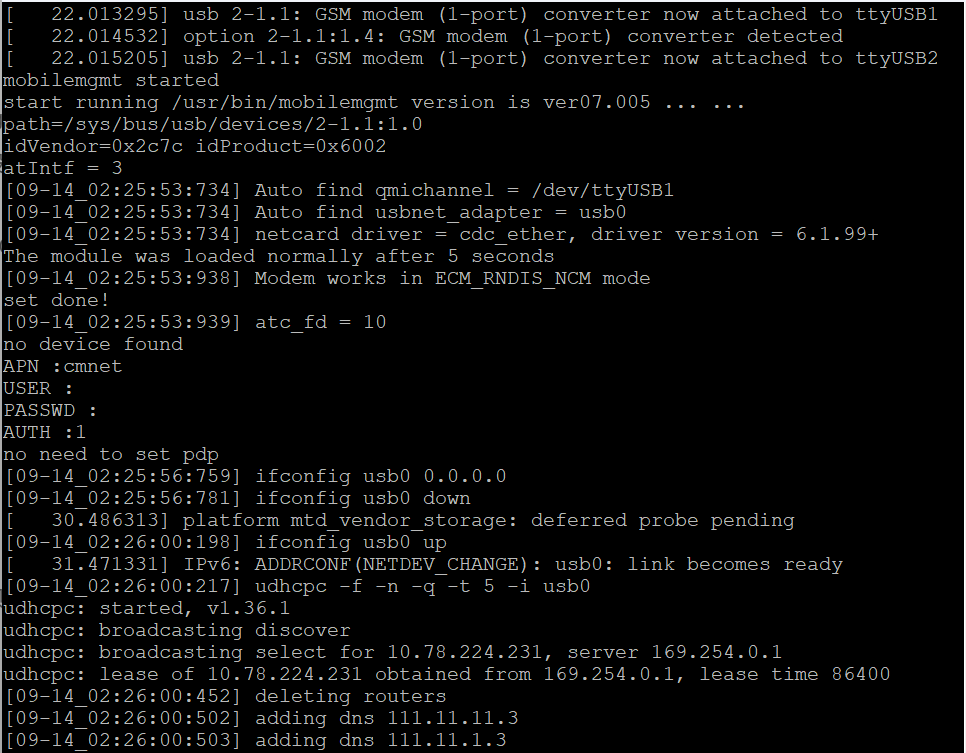 [   22.013295] usb 2-1.1: GSM modem (1-port) converter now attached to ttyUSB1
[   22.014532] option 2-1.1:1.4: GSM modem (1-port) converter detected
[   22.015205] usb 2-1.1: GSM modem (1-port) converter now attached to ttyUSB2
mobilemgmt started
start running /usr/bin/mobilemgmt version is ver07.005 ... ...
path=/sys/bus/usb/devices/2-1.1:1.0
idVendor=0x2c7c idProduct=0x6002
atIntf = 3
[09-14_02:25:53:734] Auto find qmichannel = /dev/ttyUSB1
[09-14_02:25:53:734] Auto find usbnet_adapter = usb0
[09-14_02:25:53:734] netcard driver = cdc_ether, driver version = 6.1.99+
The module was loaded normally after 5 seconds
[09-14_02:25:53:938] Modem works in ECM_RNDIS_NCM mode
set done!
[09-14_02:25:53:939] atc_fd = 10
no device found
APN :cmnet
USER :
PASSWD :
AUTH :1
no need to set pdp
[09-14_02:25:56:759] ifconfig usb0 0.0.0.0
[09-14_02:25:56:781] ifconfig usb0 down
[   30.486313] platform mtd_vendor_storage: deferred probe pending
[09-14_02:26:00:198] ifconfig usb0 up
[   31.471331] IPv6: ADDRCONF(NETDEV_CHANGE): usb0: link becomes ready
[09-14_02:26:00:217] udhcpc -f -n -q -t 5 -i usb0
udhcpc: started, v1.36.1
udhcpc: broadcasting discover
udhcpc: broadcasting select for 10.78.224.231, server 169.254.0.1
udhcpc: lease of 10.78.224.231 obtained from 169.254.0.1, lease time 86400
[09-14_02:26:00:452] deleting routers
[09-14_02:26:00:502] adding dns 111.11.11.3
[09-14_02:26:00:503] adding dns 111.11.1.3